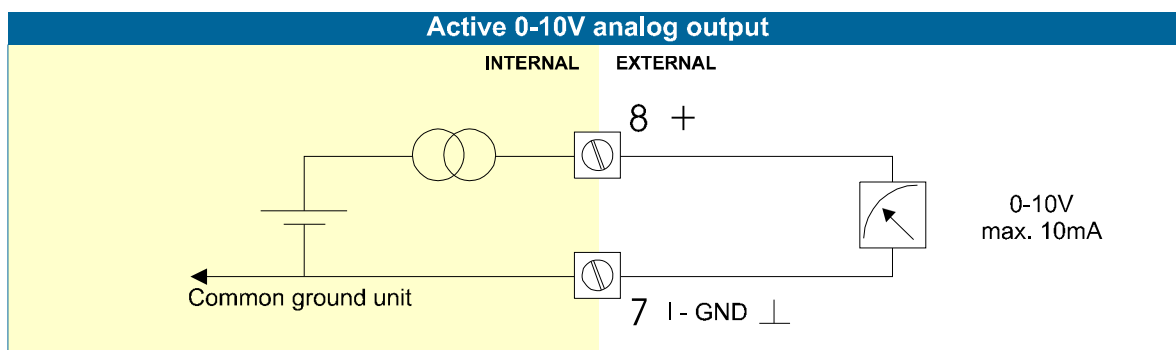 Active 0-10V analog output
INTERNAL EXTERNAL
8 +
0-10V
max. 10mA
Common ground unit
7 I - GND ⊥